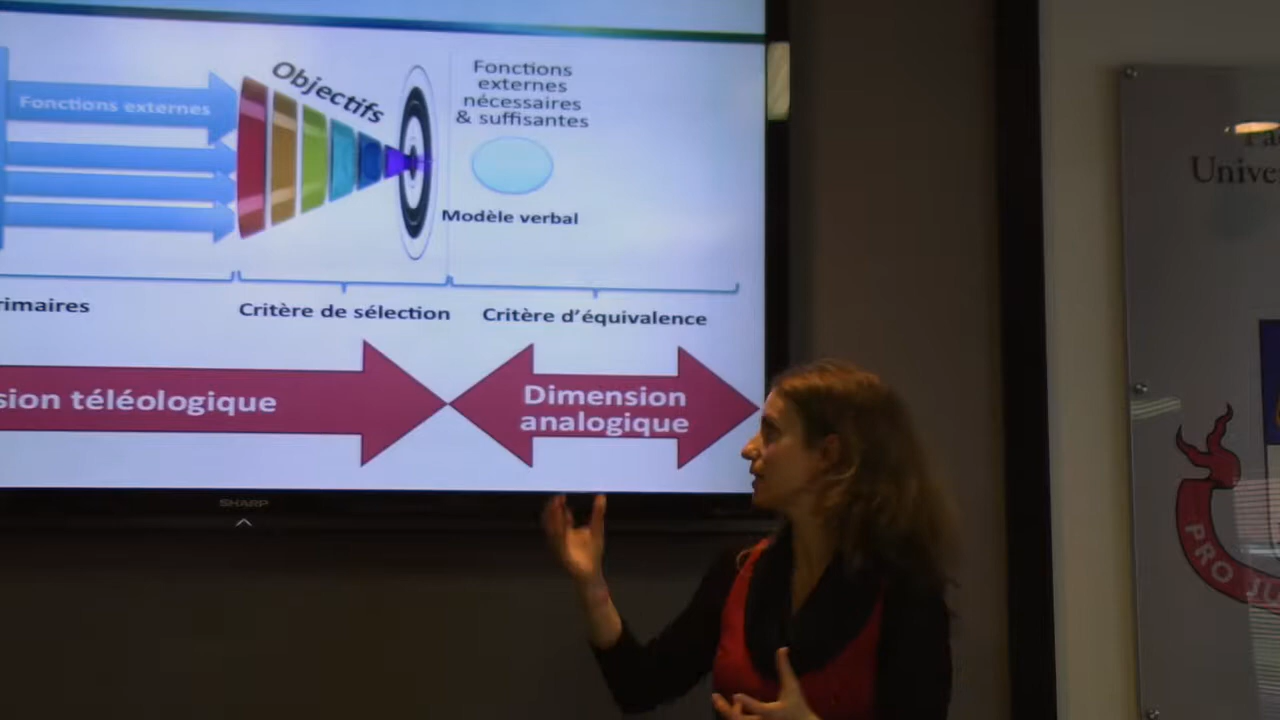 Objectifs
Fonctions externes
Fonctions
externes
nécessaires
& suffisantes
Modèle verbal
rimaires
Critère de sélection
Critère d'équivalence
sion téléologique
Dimension
analogique
SHARP
Unive
PRO